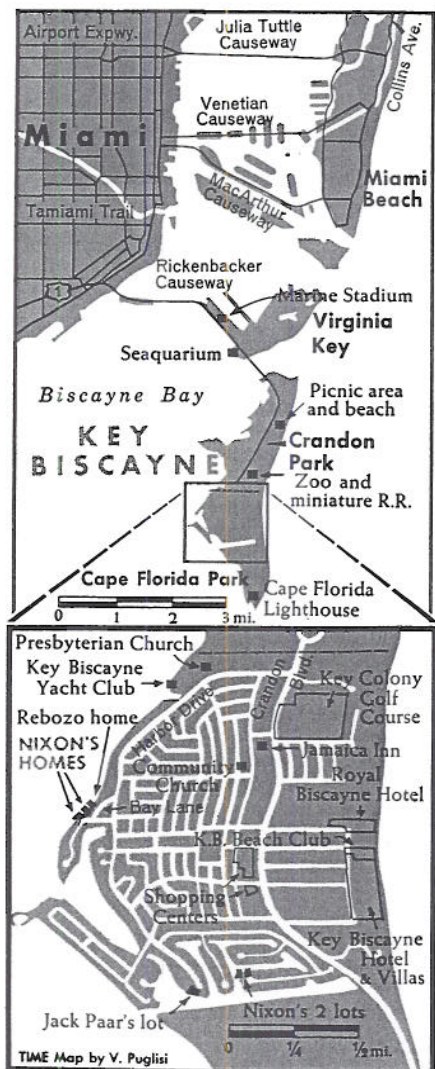 Airport Expwy.
Julia Tuttle
Causeway
Collins Ave.
Venetian
Causeway
Miami
MacArthur
Causeway
Miami
Beach
Tamiami Trail
Rickenbacker
Causeway
1
Marine Stadium
Virginia
Key
Seaquarium
Biscayne Bay
Picnic area
and beach
KEY
BISCAYNE
Crandon
Park
Zoo and
miniature R.R.
Cape Florida Park
0 1 2 3 mi.
Cape Florida
Lighthouse
Presbyterian Church
Key Biscayne
Yacht Club
Rebozo home
NIXON'S
HOMES
Harbor Drive
Crandon
Blvd.
Key Colony
Golf
Course
Jamaica Inn
Community
Church
Royal
Biscayne Hotel
Bay Lane
K.B. Beach Club
Shopping
Centers
Key Biscayne
Hotel
& Villas
Jack Paar's lot
Nixon's 2 lots
0 1/4 1/2 mi.
TIME Map by V. Puglisi